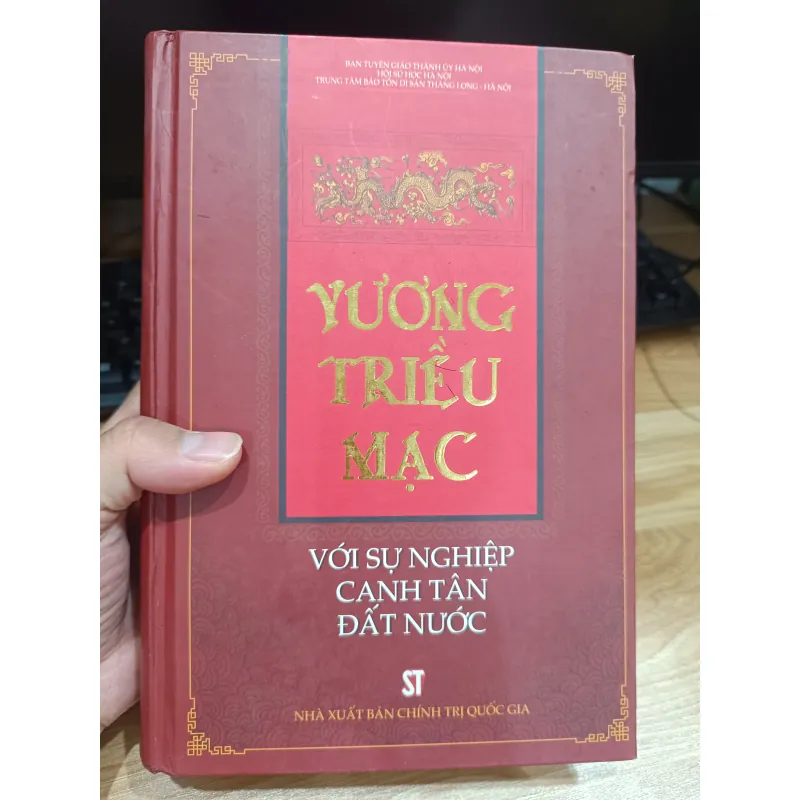 BAN TUYÊN GIÁO THÀNH ỦY HÀ NỘI
HỘI SỬ HỌC HÀ NỘI
TRUNG TÂM BẢO TỒN DI SẢN THĂNG LONG - HÀ NỘI
VƯƠNG
TRIỀU
MẠC
VỚI SỰ NGHIỆP
CANH TÂN
ĐẤT NƯỚC
ST
NHÀ XUẤT BẢN CHÍNH TRỊ QUỐC GIA